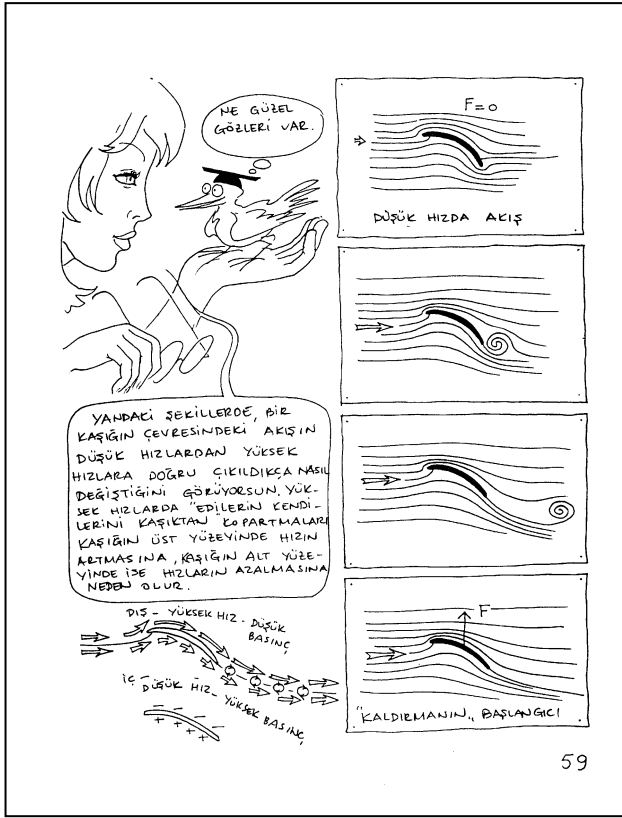 NE GÜZEL
GÖZLERİ VAR.
F=0
DÜŞÜK HIZDA AKIŞ
YANDAKİ ŞEKİLLERDE, BİR
KAŞIĞIN ÇEVRESİNDEKİ AKIŞIN
DÜŞÜK HIZLARDAN YÜKSEK
HIZLARA DOĞRU ÇIKILDIKÇA NASIL
DEĞİŞTİĞİNİ GÖRÜYORSUN. YÜK-
SEK HIZLARDA "EDİLERİN KENDİ-
LERİNİ KAŞIKTAN KOPARTMALARI
KAŞIĞIN ÜST YÜZEYİNDE HIZIN
ARTMASINA, KAŞIĞIN ALT YÜZE-
YİNDE İSE HIZLARIN AZALMASINA
NEDEN OLUR.
DIŞ - YÜKSEK HIZ - DÜŞÜK
BASINÇ
İÇ - DÜŞÜK HIZ - YÜKSEK BASINÇ
F
"KALDIRMANIN„ BAŞLANGICI
59